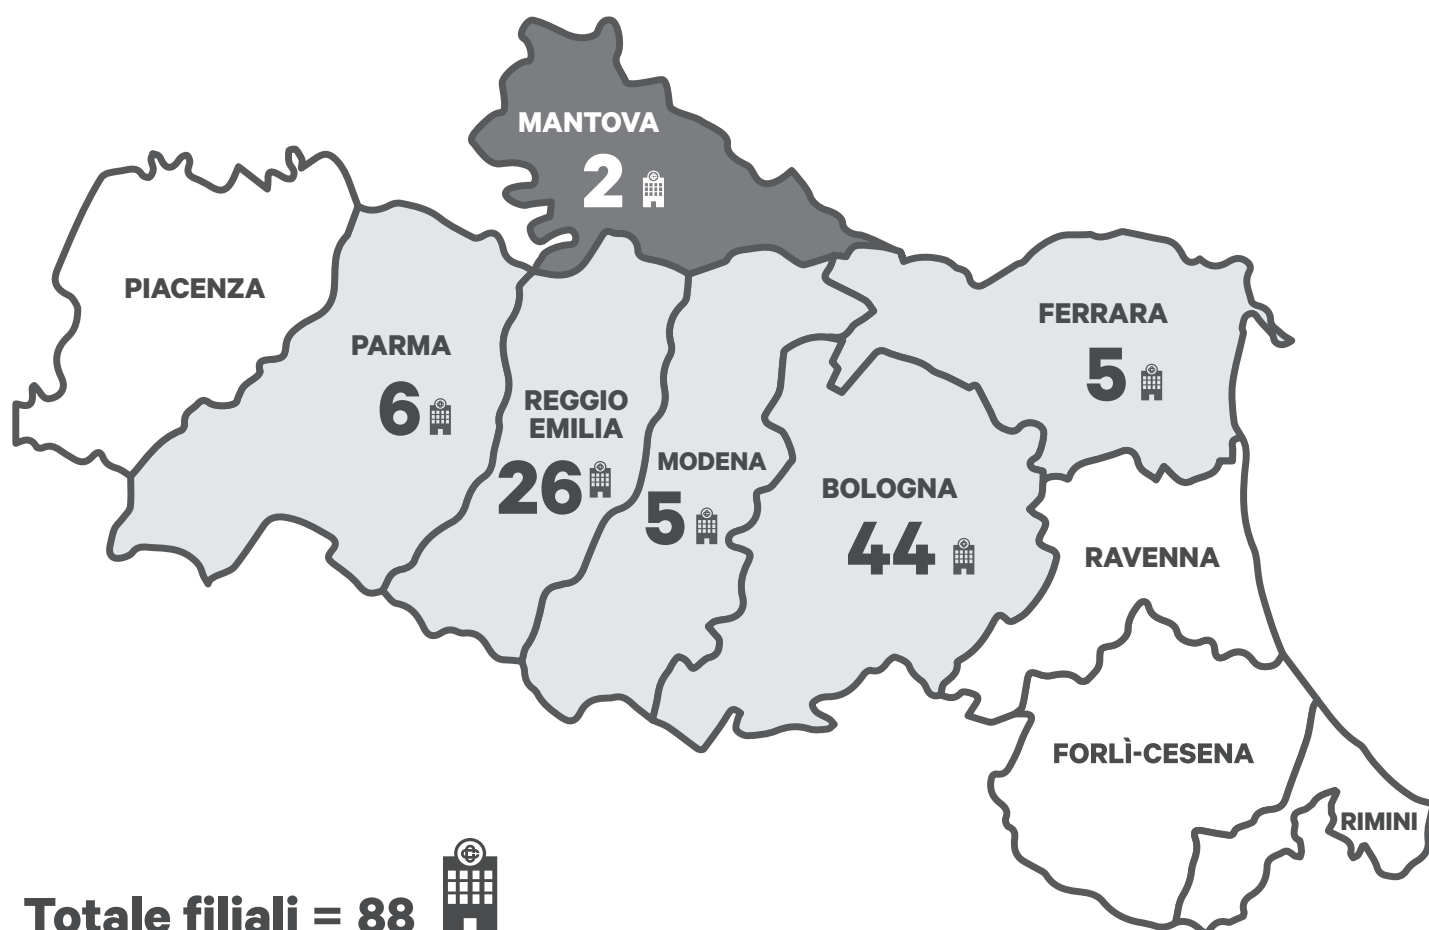 MANTOVA
2
PIACENZA
PARMA
6
REGGIO
EMILIA
26
MODENA
5
BOLOGNA
44
FERRARA
5
RAVENNA
FORLÌ-CESENA
RIMINI
Totale filiali = 88